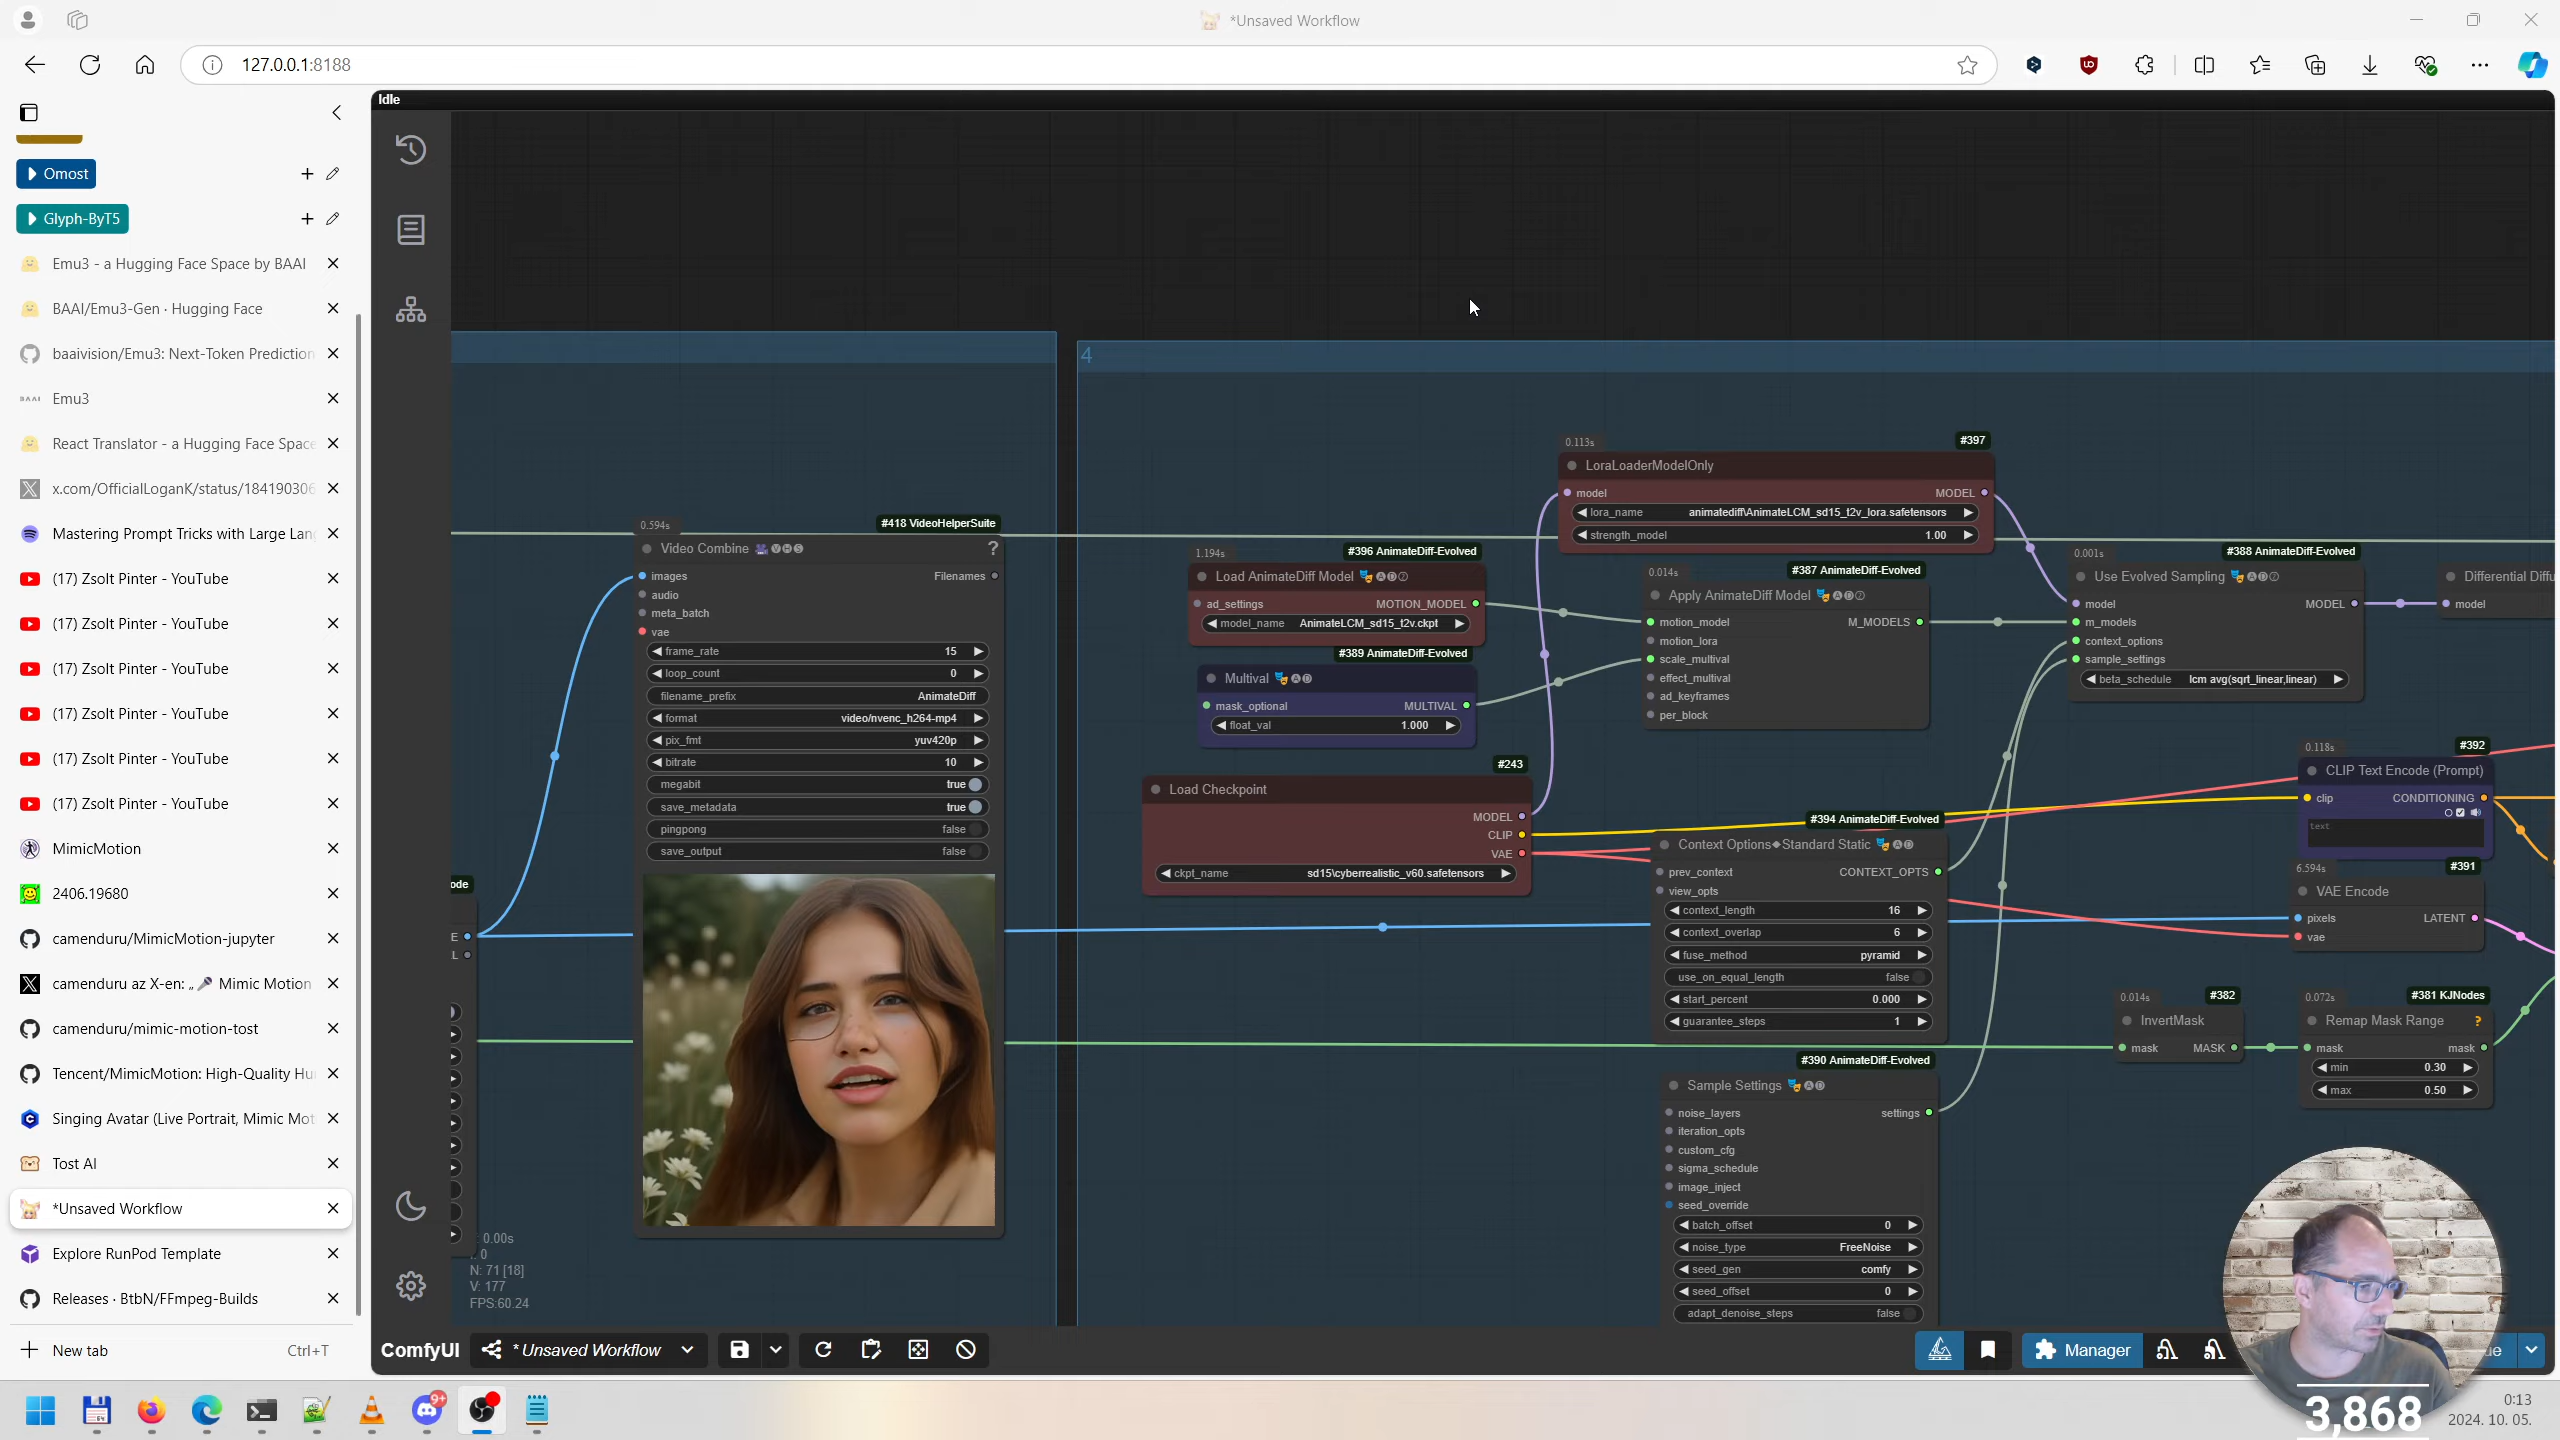 *Unsaved Workflow
127.0.0.1:8188
Idle
Omost
Glyph-ByT5
Emu3 - a Hugging Face Space by BAAI
BAAI/Emu3-Gen · Hugging Face
baaivision/Emu3: Next-Token Prediction
Emu3
React Translator - a Hugging Face Space
x.com/OfficialLoganK/status/184190306
Mastering Prompt Tricks with Large Lan
(17) Zsolt Pinter - YouTube
(17) Zsolt Pinter - YouTube
(17) Zsolt Pinter - YouTube
(17) Zsolt Pinter - YouTube
(17) Zsolt Pinter - YouTube
(17) Zsolt Pinter - YouTube
MimicMotion
2406.19680
camenduru/MimicMotion-jupyter
camenduru az X-en: „🎤 Mimic Motion
camenduru/mimic-motion-tost
Tencent/MimicMotion: High-Quality Hu
Singing Avatar (Live Portrait, Mimic Mot
Tost AI
*Unsaved Workflow
Explore RunPod Template
Releases · BtbN/FFmpeg-Builds
New tab Ctrl+T
4
ode
E
L
0.00s
0
N: 71 [18]
V: 177
FPS:60.24
0.594s #418 VideoHelperSuite
Video Combine ?
images Filenames
audio
meta_batch
vae
frame_rate 15
loop_count 0
filename_prefix AnimateDiff
format video/nvenc_h264-mp4
pix_fmt yuv420p
bitrate 10
megabit true
save_metadata true
pingpong false
save_output false
1.194s #396 AnimateDiff-Evolved
Load AnimateDiff Model
ad_settings MOTION_MODEL
model_name AnimateLCM_sd15_t2v.ckpt
#389 AnimateDiff-Evolved
Multival
mask_optional MULTIVAL
float_val 1.000
#243
Load Checkpoint
MODEL
CLIP
VAE
ckpt_name sd15\cyberrealistic_v60.safetensors
0.113s #397
LoraLoaderModelOnly
model MODEL
lora_name animatediff\AnimateLCM_sd15_t2v_lora.safetensors
strength_model 1.00
0.014s #387 AnimateDiff-Evolved
Apply AnimateDiff Model
motion_model M_MODELS
motion_lora
scale_multival
effect_multival
ad_keyframes
per_block
#394 AnimateDiff-Evolved
Context Options◆Standard Static
prev_context CONTEXT_OPTS
view_opts
context_length 16
context_overlap 6
fuse_method pyramid
use_on_equal_length false
start_percent 0.000
guarantee_steps 1
#390 AnimateDiff-Evolved
Sample Settings
noise_layers settings
iteration_opts
custom_cfg
sigma_schedule
image_inject
seed_override
batch_offset 0
noise_type FreeNoise
seed_gen comfy
seed_offset 0
adapt_denoise_steps false
0.001s #388 AnimateDiff-Evolved
Use Evolved Sampling
model MODEL
m_models
context_options
sample_settings
beta_schedule lcm avg(sqrt_linear,linear)
Differential Diffu
model
0.118s #392
CLIP Text Encode (Prompt)
clip CONDITIONING
text
6.594s #391
VAE Encode
pixels LATENT
vae
0.014s #382
InvertMask
mask MASK
0.072s #381 KJNodes
Remap Mask Range ?
mask mask
min 0.30
max 0.50
ComfyUI *Unsaved Workflow Manager ue
9+
3,868
0:13
2024. 10. 05.